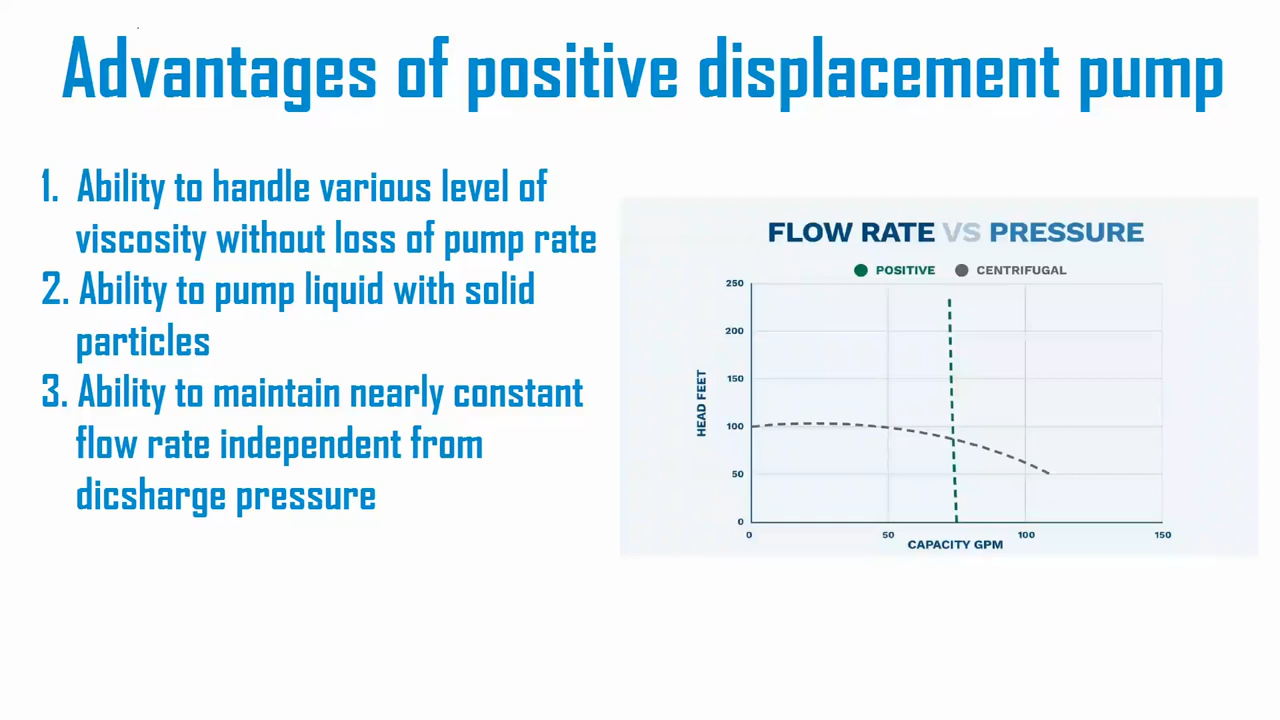 Advantages of positive displacement pump
1. Ability to handle various level of
viscosity without loss of pump rate
2. Ability to pump liquid with solid
particles
3. Ability to maintain nearly constant
flow rate independent from
dicsharge pressure
FLOW RATE VS PRESSURE
POSITIVE CENTRIFUGAL
250
200
150
100
50
0
HEAD FEET
0 50 100 150
CAPACITY GPM